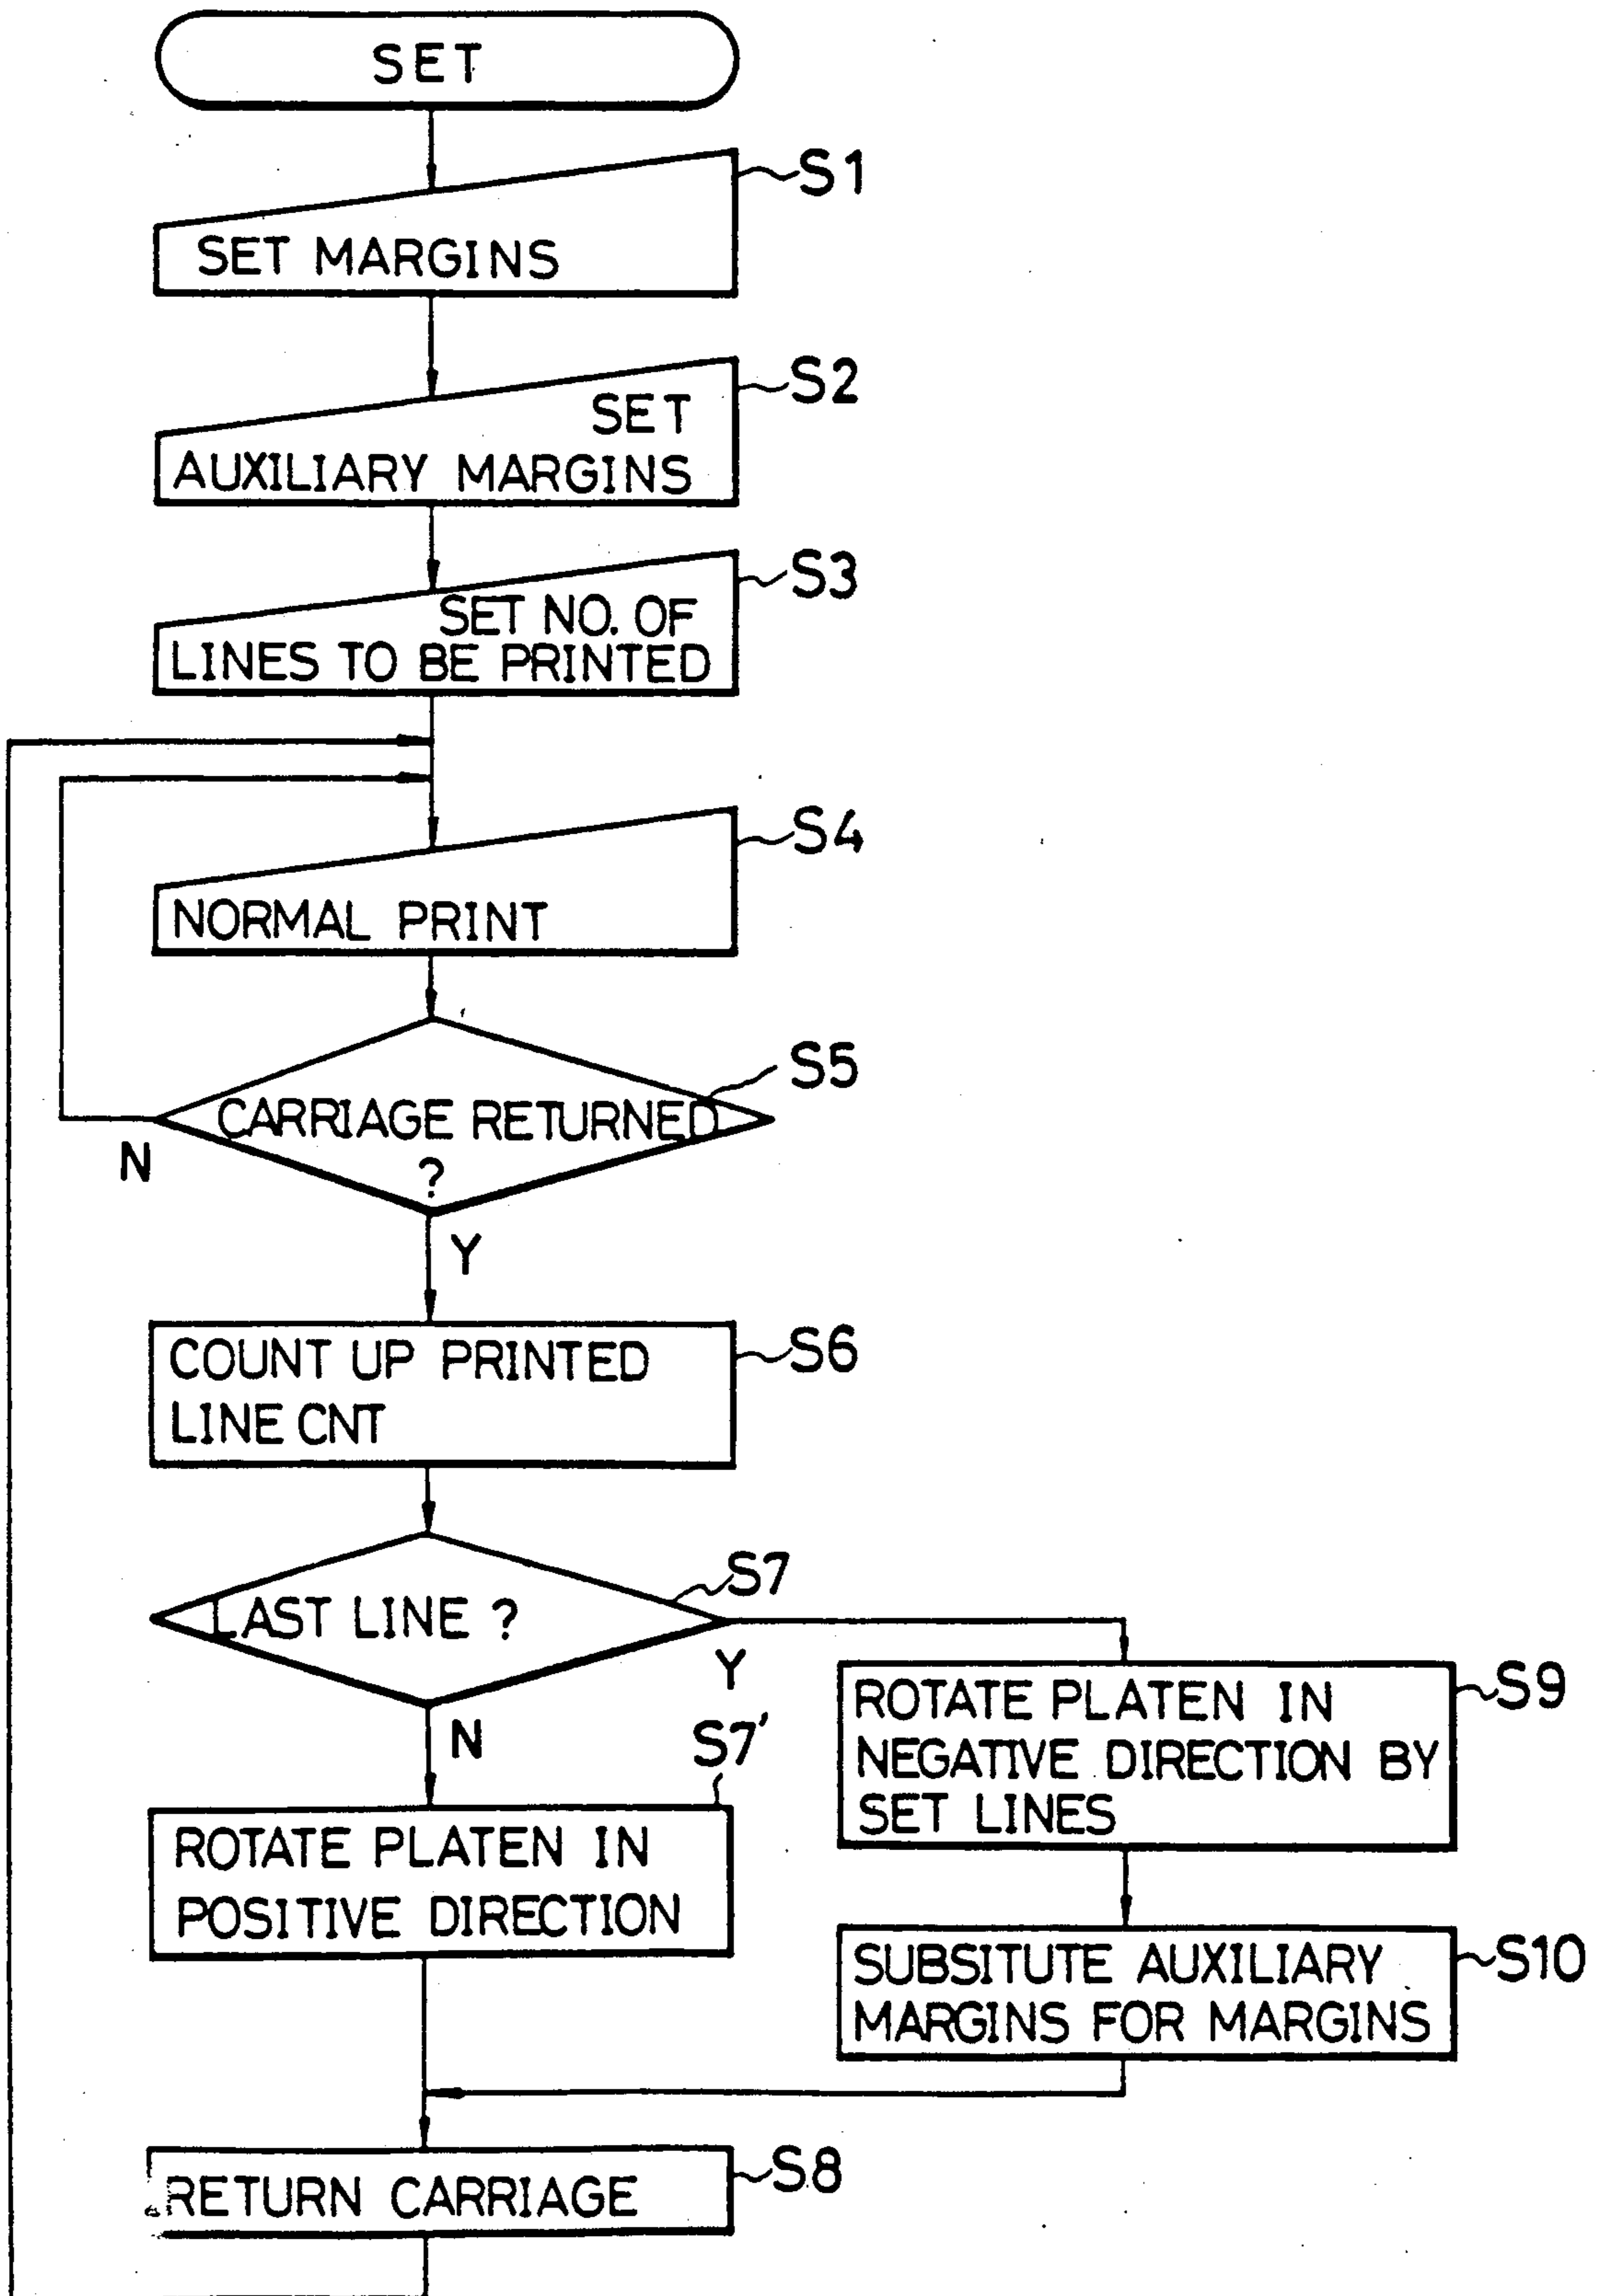 SET
S1
SET MARGINS
S2
SET
AUXILIARY MARGINS
S3
SET NO. OF
LINES TO BE PRINTED
S4
NORMAL PRINT
S5
CARRIAGE RETURNED
?
N
Y
S6
COUNT UP PRINTED
LINE CNT
S7
LAST LINE ?
Y
N
S7'
ROTATE PLATEN IN
POSITIVE DIRECTION
S9
ROTATE PLATEN IN
NEGATIVE DIRECTION BY
SET LINES
S10
SUBSITUTE AUXILIARY
MARGINS FOR MARGINS
S8
RETURN CARRIAGE